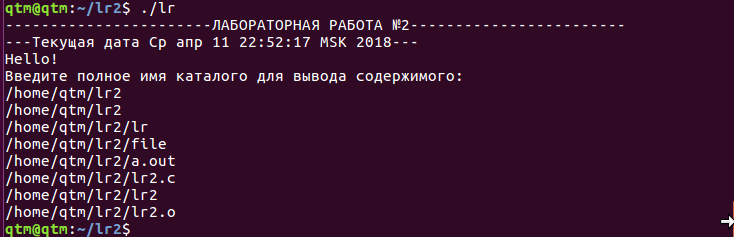 qtm@qtm:~/lr2$ ./lr
-----------------------ЛАБОРАТОРНАЯ РАБОТА №2------------------------
---Текущая дата Ср апр 11 22:52:17 MSK 2018---
Hello!
Введите полное имя каталога для вывода содержимого:
/home/qtm/lr2
/home/qtm/lr2
/home/qtm/lr2/lr
/home/qtm/lr2/file
/home/qtm/lr2/a.out
/home/qtm/lr2/lr2.c
/home/qtm/lr2/lr2
/home/qtm/lr2/lr2.o
qtm@qtm:~/lr2$